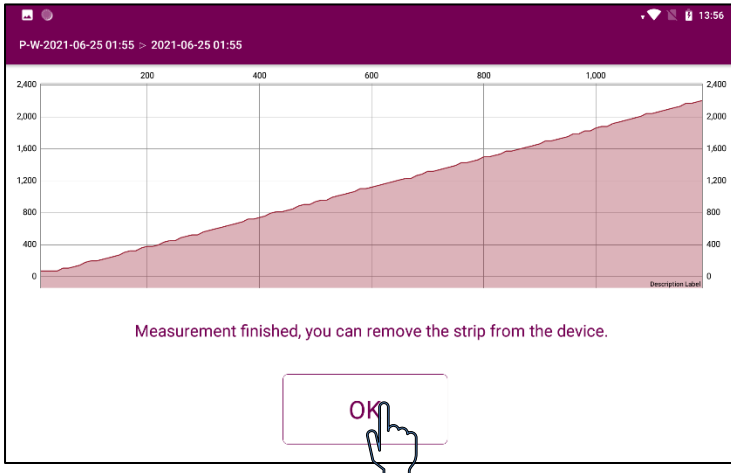 13:56
P-W-2021-06-25 01:55 > 2021-06-25 01:55
200 400 600 800 1,000
2,400 2,400
2,000 2,000
1,600 1,600
1,200 1,200
800 800
400 400
0 0
Description Label
Measurement finished, you can remove the strip from the device.
OK